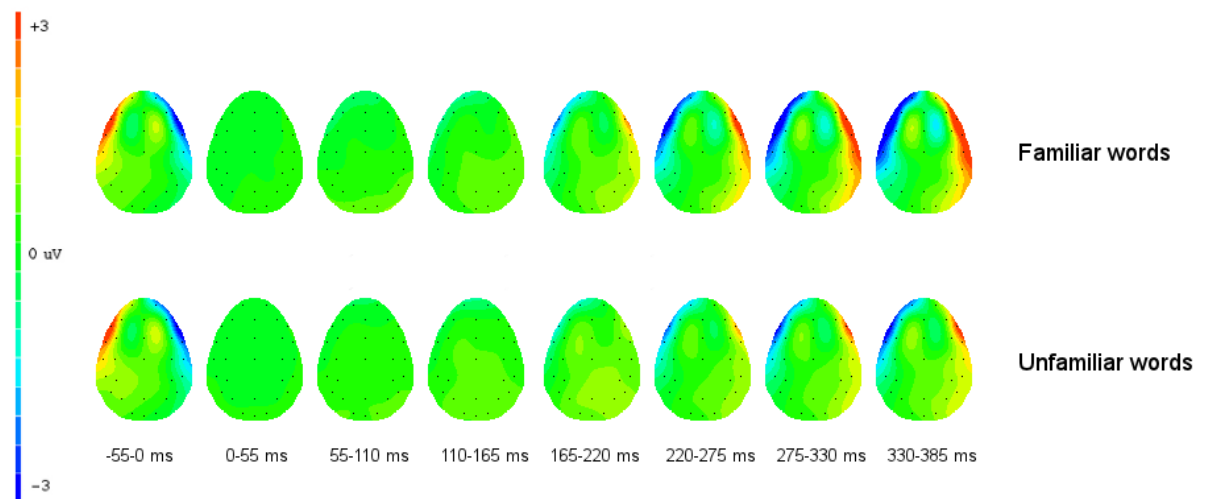 +3
Familiar words
0 uV
Unfamiliar words
-55-0 ms 0-55 ms 55-110 ms 110-165 ms 165-220 ms 220-275 ms 275-330 ms 330-385 ms
−3